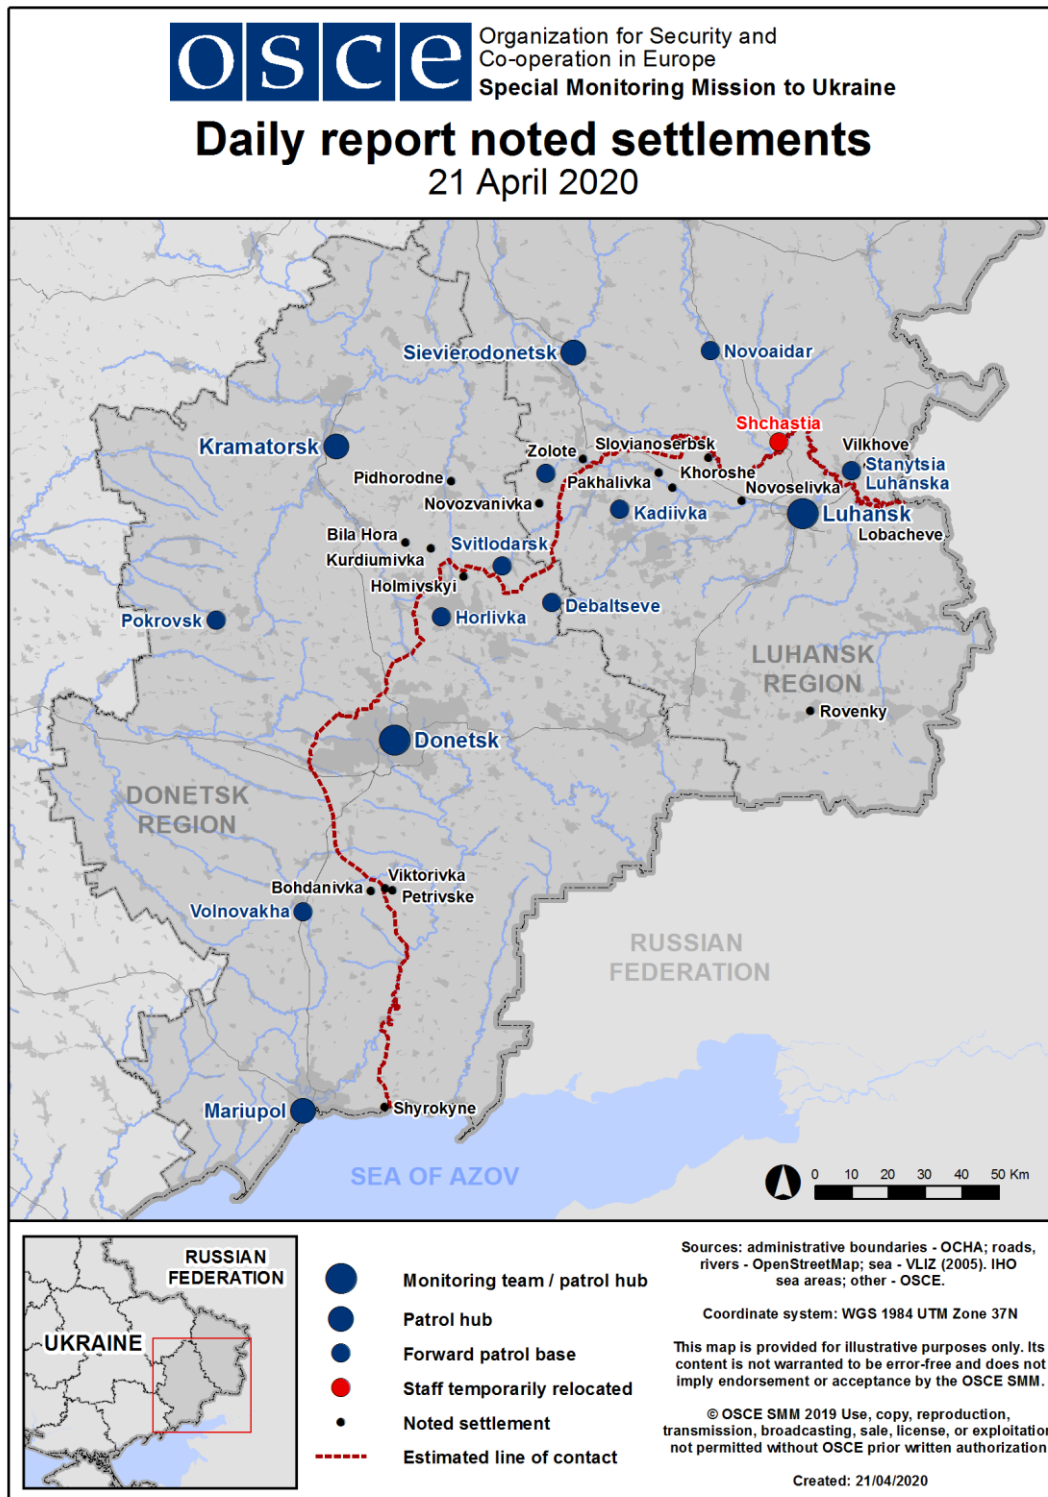 osce
Organization for Security and
Co-operation in Europe
Special Monitoring Mission to Ukraine
Daily report noted settlements
21 April 2020
Sievierodonetsk
Novoaidar
Shchastia
Kramatorsk
Zolote
Slovianoserbsk
Vilkhove
Stanytsia
Luhanska
Pidhorodne
Pakhalivka
Khoroshe
Novoselivka
Novozvanivka
Kadiivka
Luhansk
Lobacheve
Bila Hora
Kurdiumivka
Svitlodarsk
Holmivskyi
Horlivka
Debaltseve
Pokrovsk
LUHANSK
REGION
Rovenky
Donetsk
DONETSK
REGION
Viktorivka
Bohdanivka
Petrivske
Volnovakha
RUSSIAN
FEDERATION
Mariupol
Shyrokyne
SEA OF AZOV
0 10 20 30 40 50 Km
RUSSIAN
FEDERATION
UKRAINE
Monitoring team / patrol hub
Patrol hub
Forward patrol base
Staff temporarily relocated
Noted settlement
Estimated line of contact
Sources: administrative boundaries - OCHA; roads,
rivers - OpenStreetMap; sea - VLIZ (2005). IHO
sea areas; other - OSCE.
Coordinate system: WGS 1984 UTM Zone 37N
This map is provided for illustrative purposes only. Its
content is not warranted to be error-free and does not
imply endorsement or acceptance by the OSCE SMM.
© OSCE SMM 2019 Use, copy, reproduction,
transmission, broadcasting, sale, license, or exploitation
not permitted without OSCE prior written authorization
Created: 21/04/2020